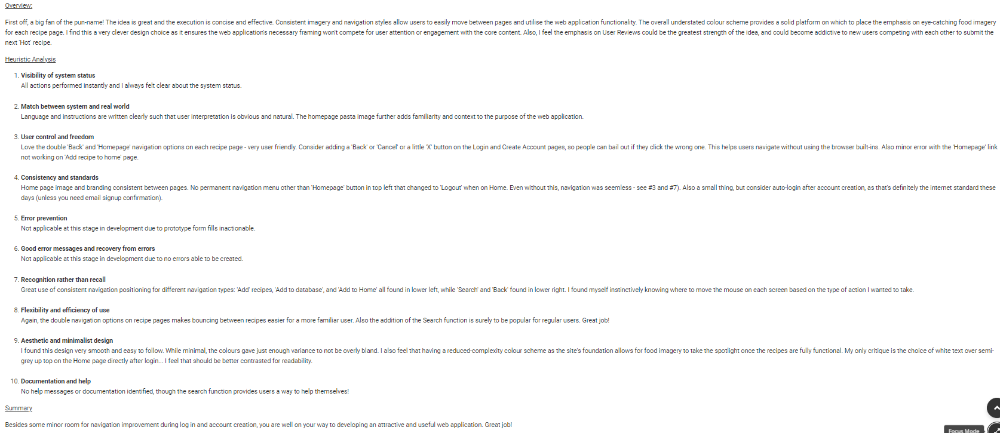 Overview:
First off, a big fan of the pun-name! The idea is great and the execution is concise and effective. Consistent imagery and navigation styles allow users to easily move between pages and utilise the web application functionality. The overall understated colour scheme provides a solid platform on which to place the emphasis on eye-catching food imagery
for each recipe page. I find this a very clever design choice as it ensures the web application's necessary framing won't compete for user attention or engagement with the core content. Also, I feel the emphasis on User Reviews could be the greatest strength of the idea, and could become addictive to new users competing with each other to submit the
next 'Hot' recipe.
Heuristic Analysis
1. Visibility of system status
All actions performed instantly and I always felt clear about the system status.
2. Match between system and real world
Language and instructions are written clearly such that user interpretation is obvious and natural. The homepage pasta image further adds familiarity and context to the purpose of the web application.
3. User control and freedom
Love the double 'Back' and 'Homepage' navigation options on each recipe page - very user friendly. Consider adding a 'Back' or 'Cancel' or a little 'X' button on the Login and Create Account pages, so people can bail out if they click the wrong one. This helps users navigate without using the browser built-ins. Also minor error with the 'Homepage' link
not working on 'Add recipe to home' page.
4. Consistency and standards
Home page image and branding consistent between pages. No permanent navigation menu other than 'Homepage' button in top left that changed to 'Logout' when on Home. Even without this, navigation was seemless - see #3 and #7). Also a small thing, but consider auto-login after account creation, as that's definitely the internet standard these
days (unless you need email signup confirmation).
5. Error prevention
Not applicable at this stage in development due to prototype form fills inactionable.
6. Good error messages and recovery from errors
Not applicable at this stage in development due to no errors able to be created.
7. Recognition rather than recall
Great use of consistent navigation positioning for different navigation types: 'Add' recipes, 'Add to database', and 'Add to Home' all found in lower left, while 'Search' and 'Back' found in lower right. I found myself instinctively knowing where to move the mouse on each screen based on the type of action I wanted to take.
8. Flexibility and efficiency of use
Again, the double navigation options on recipe pages makes bouncing between recipes easier for a more familiar user. Also the addition of the Search function is surely to be popular for regular users. Great job!
9. Aesthetic and minimalist design
I found this design very smooth and easy to follow. While minimal, the colours gave just enough variance to not be overly bland. I also feel that having a reduced-complexity colour scheme as the site's foundation allows for food imagery to take the spotlight once the recipes are fully functional. My only critique is the choice of white text over semi-
grey up top on the Home page directly after login... I feel that should be better contrasted for readability.
10. Documentation and help
No help messages or documentation identified, though the search function provides users a way to help themselves!
Summary
Besides some minor room for navigation improvement during log in and account creation, you are well on your way to developing an attractive and useful web application. Great job!
Focus Mode